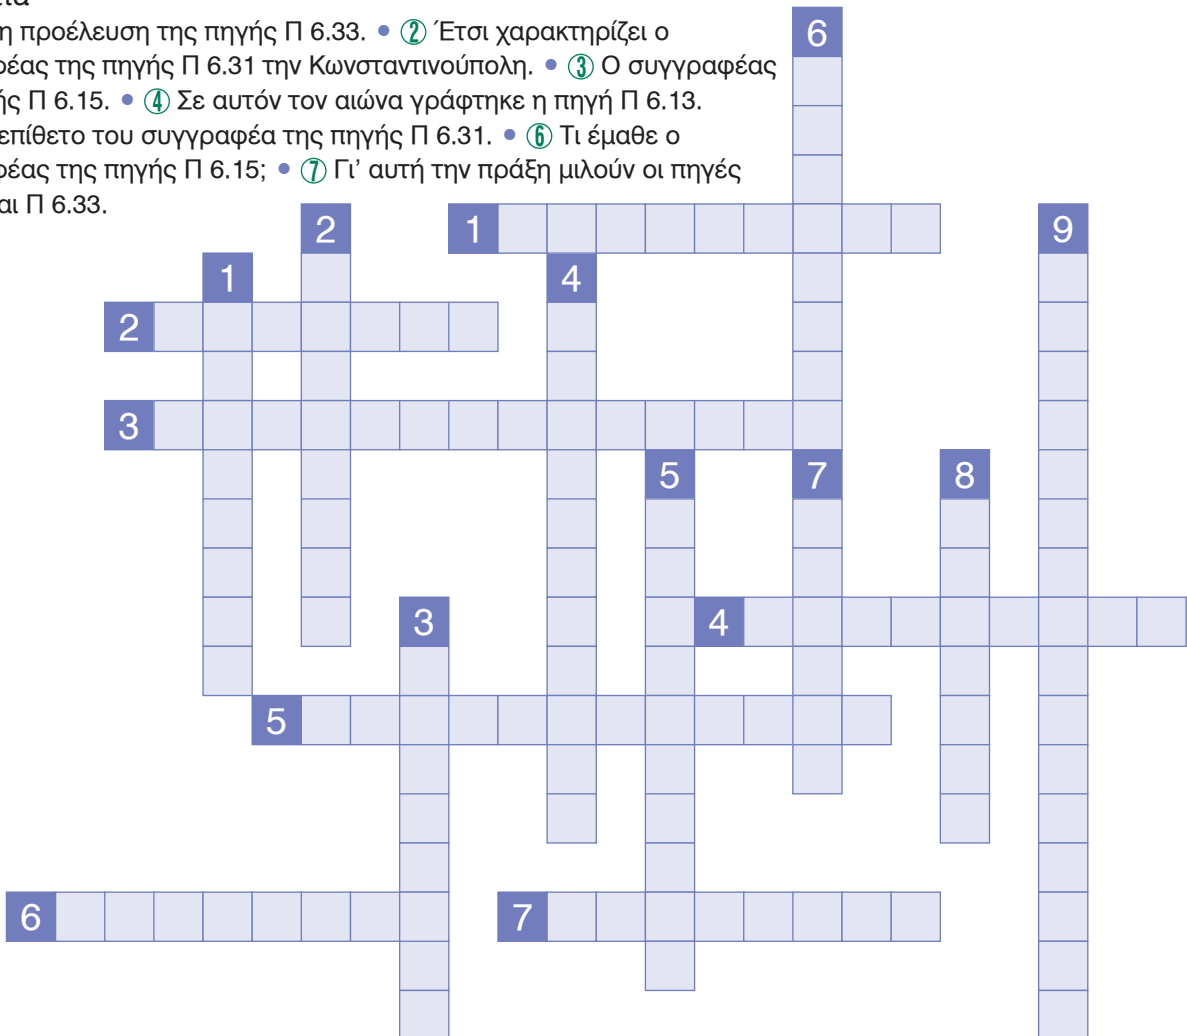 η προέλευση της πηγής Π 6.33. • ② Έτσι χαρακτηρίζει ο
ρέας της πηγής Π 6.31 την Κωνσταντινούπολη. • ③ Ο συγγραφέας
ής Π 6.15. • ④ Σε αυτόν τον αιώνα γράφτηκε η πηγή Π 6.13.
επίθετο του συγγραφέα της πηγής Π 6.31. • ⑥ Τι έμαθε ο
ρέας της πηγής Π 6.15; • ⑦ Γι' αυτή την πράξη μιλούν οι πηγές
αι Π 6.33.
6
2 1 9
1 4
2
3
5 7 8
3 4
5
6 7